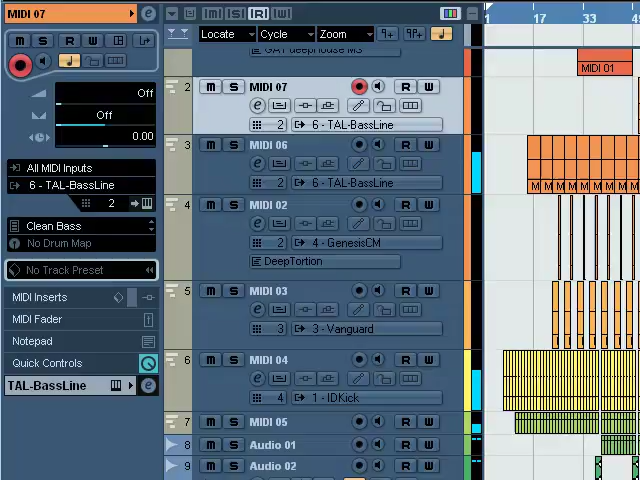 MIDI 07
M S R W
Off
Off
0.00
All MIDI Inputs
6 - TAL-BassLine
2
Clean Bass
No Drum Map
No Track Preset
MIDI Inserts
MIDI Fader
Notepad
Quick Controls
TAL-BassLine
M S R W
Locate Cycle Zoom
1 17 33 49
MIDI 01
2 M S MIDI 07 R W
2 6 - TAL-BassLine
3 M S MIDI 06 R W
2 6 - TAL-BassLine
M M M M M M M M M
4 M S MIDI 02 R W
2 4 - GenesisCM
DeepTortion
5 M S MIDI 03 R W
3 3 - Vanguard
6 M S MIDI 04 R W
4 1 - IDKick
7 M S MIDI 05 R W
8 M S Audio 01 R W
9 M S Audio 02 R W